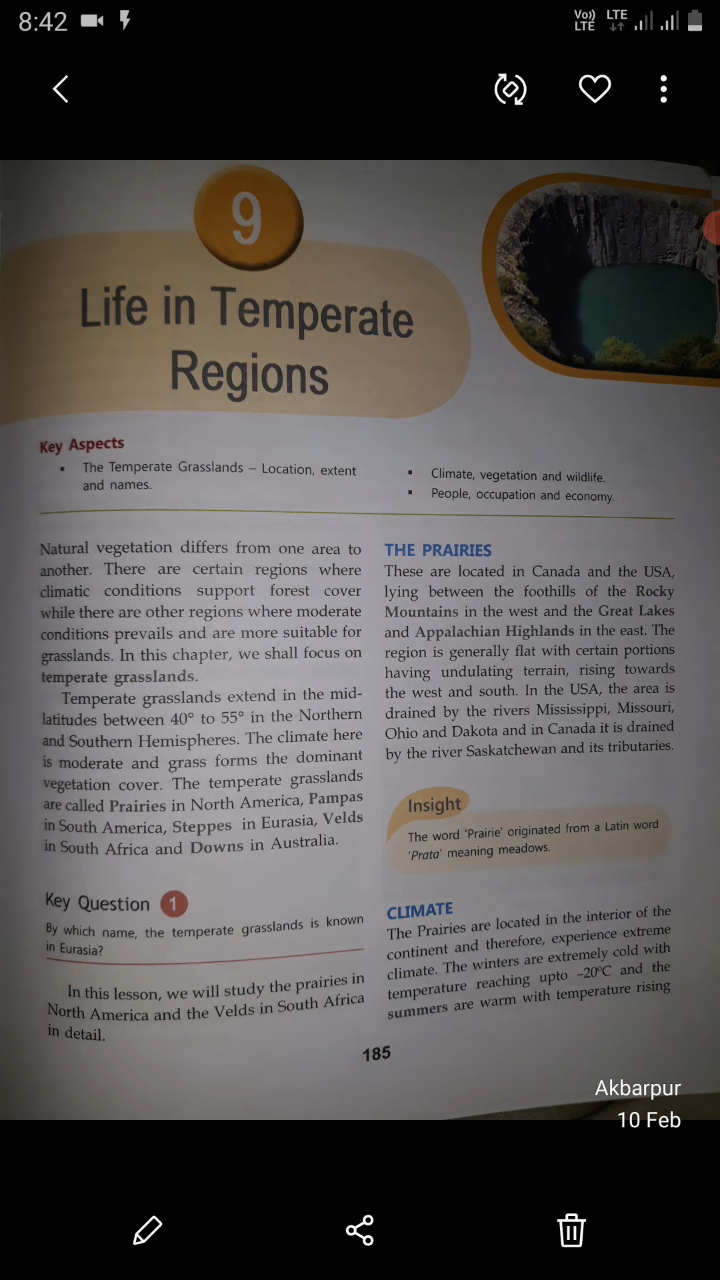 8:42
Vo)) LTE
LTE
9
Life in Temperate
Regions
Key Aspects
▪ The Temperate Grasslands – Location, extent
and names.
▪ Climate, vegetation and wildlife.
▪ People, occupation and economy.
Natural vegetation differs from one area to
another. There are certain regions where
climatic conditions support forest cover
while there are other regions where moderate
conditions prevails and are more suitable for
grasslands. In this chapter, we shall focus on
temperate grasslands.
Temperate grasslands extend in the mid-
latitudes between 40° to 55° in the Northern
and Southern Hemispheres. The climate here
is moderate and grass forms the dominant
vegetation cover. The temperate grasslands
are called Prairies in North America, Pampas
in South America, Steppes in Eurasia, Velds
in South Africa and Downs in Australia.
Key Question 1
By which name, the temperate grasslands is known
in Eurasia?
In this lesson, we will study the prairies in
North America and the Velds in South Africa
in detail.
THE PRAIRIES
These are located in Canada and the USA,
lying between the foothills of the Rocky
Mountains in the west and the Great Lakes
and Appalachian Highlands in the east. The
region is generally flat with certain portions
having undulating terrain, rising towards
the west and south. In the USA, the area is
drained by the rivers Mississippi, Missouri,
Ohio and Dakota and in Canada it is drained
by the river Saskatchewan and its tributaries.
Insight
The word 'Prairie' originated from a Latin word
'Prata' meaning meadows.
CLIMATE
The Prairies are located in the interior of the
continent and therefore, experience extreme
climate. The winters are extremely cold with
temperature reaching upto –20°C and the
summers are warm with temperature rising
185
Akbarpur
10 Feb